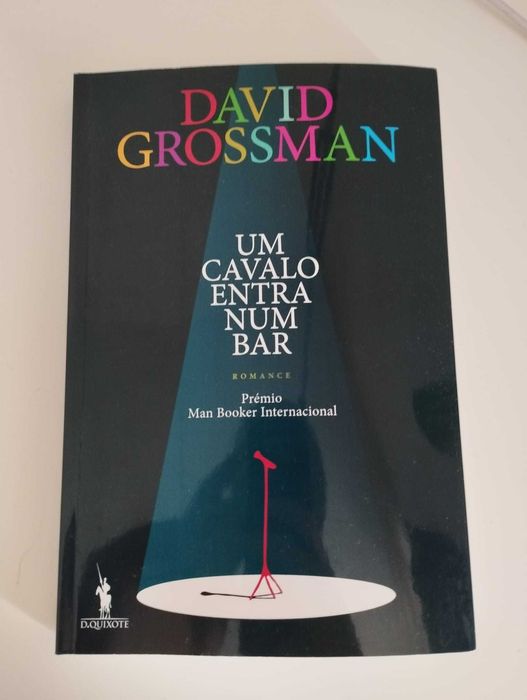 DAVID
GROSSMAN
UM
CAVALO
ENTRA
NUM
BAR
ROMANCE
Prémio
Man Booker Internacional
D.QUIXOTE